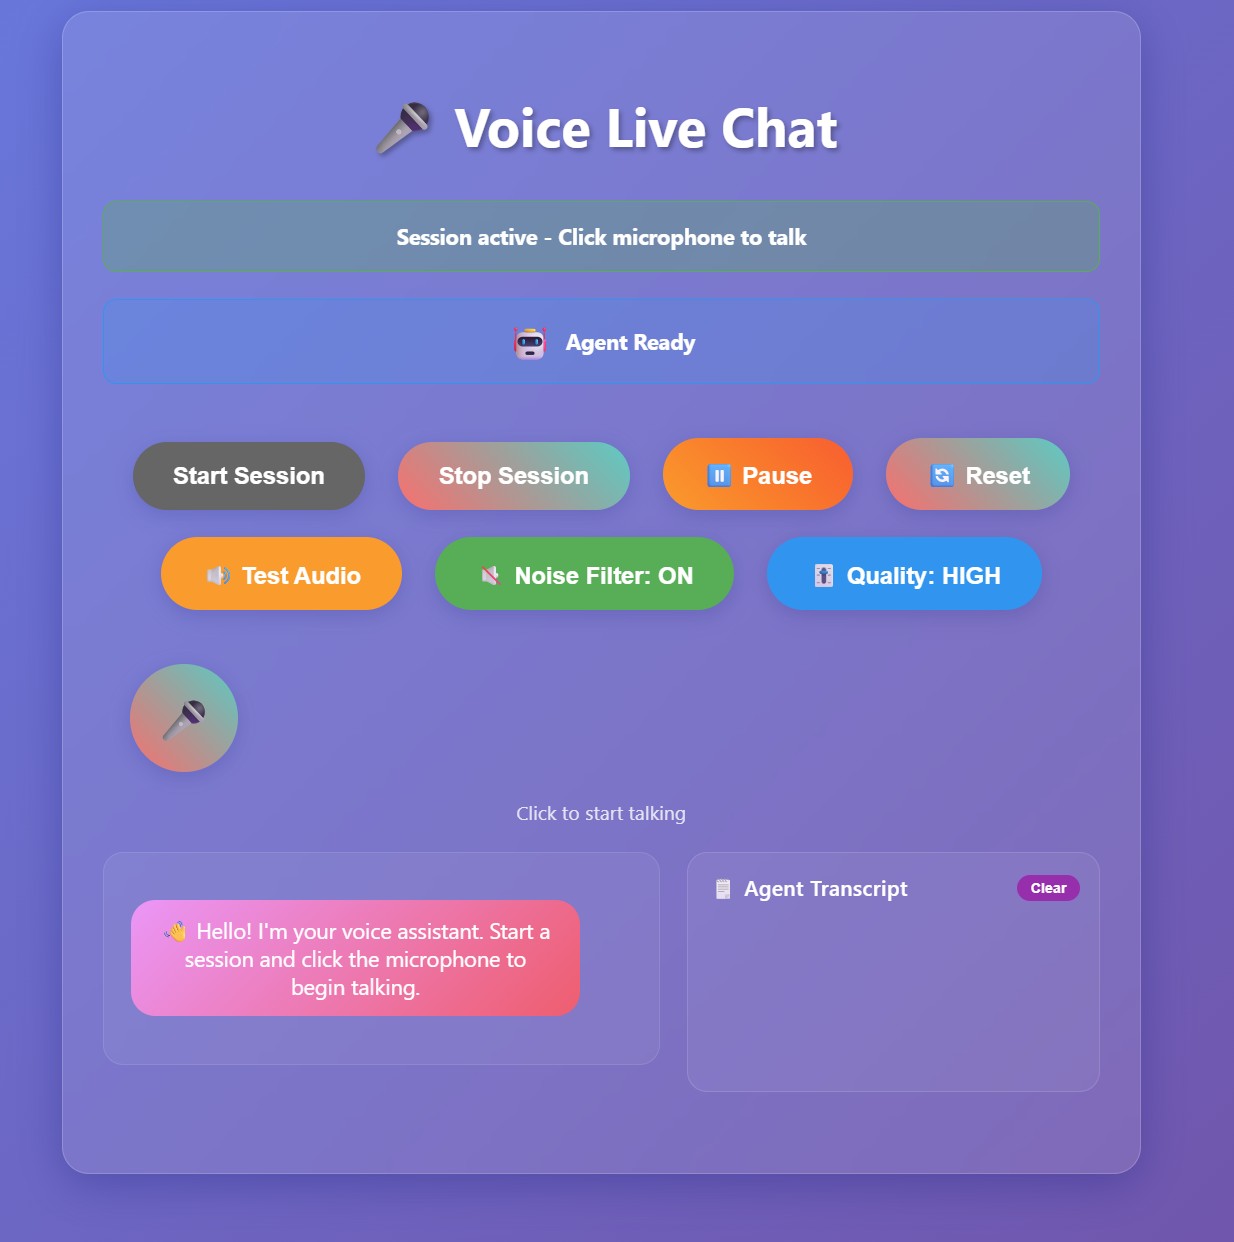 Voice Live Chat
Session active - Click microphone to talk
Agent Ready
Start Session
Stop Session
Pause
Reset
Test Audio
Noise Filter: ON
Quality: HIGH
Click to start talking
👋 Hello! I'm your voice assistant. Start a
session and click the microphone to
begin talking.
Agent Transcript
Clear